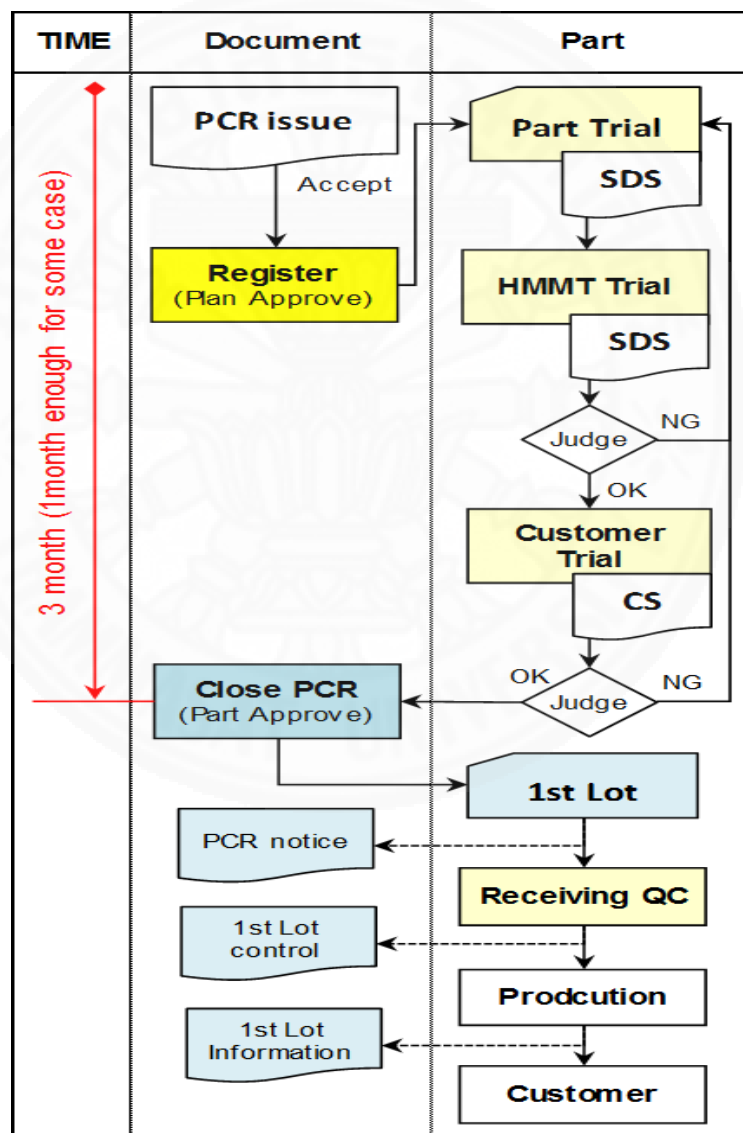 TIME
Document
Part
3 month (1month enough for some case)
PCR issue
Accept
Register
(Plan Approve)
Part Trial
SDS
HMMT Trial
SDS
Judge
NG
OK
Customer
Trial
CS
OK
Judge
NG
Close PCR
(Part Approve)
1st Lot
PCR notice
Receiving QC
1st Lot
control
Prodcution
1st Lot
Information
Customer